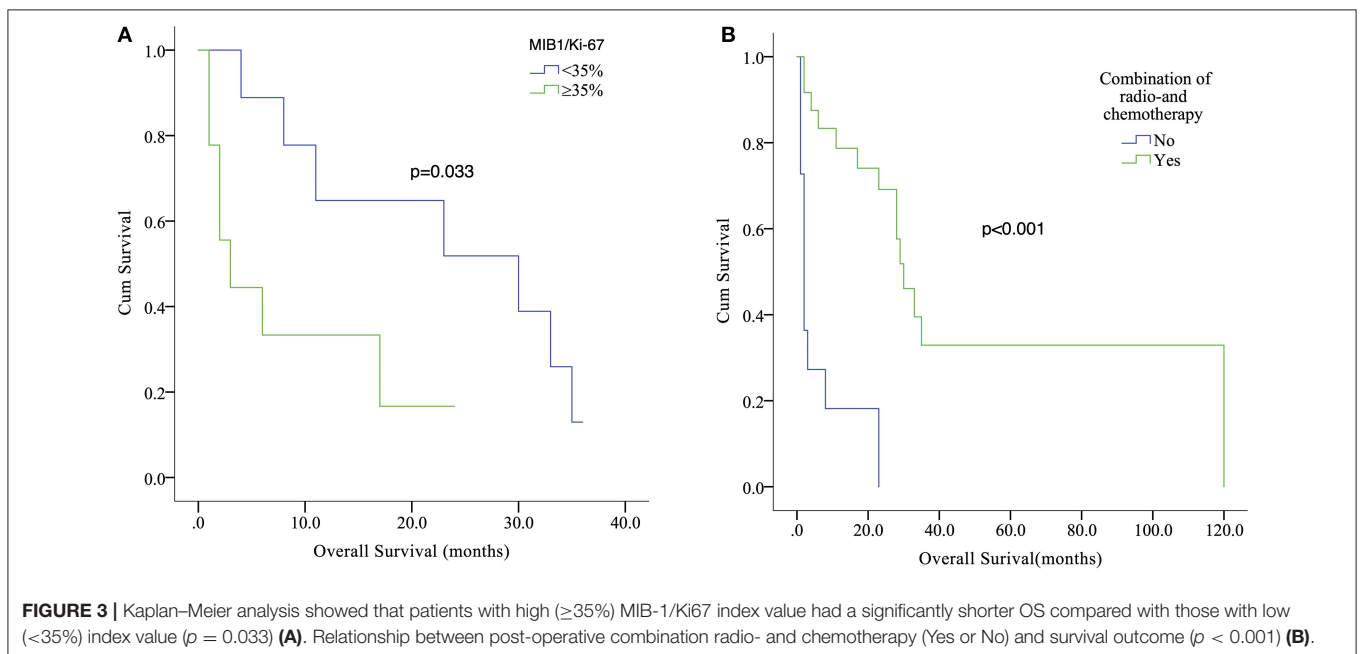 A
MIB1/Ki-67
<35%
≥35%
p=0.033
1.0
0.8
0.6
0.4
0.2
0.0
Cum Survival
.0 10.0 20.0 30.0 40.0
Overall Survival (months)
B
Combination of
radio-and
chemotherapy
No
Yes
p<0.001
1.0
0.8
0.6
0.4
0.2
0.0
Cum Survival
.0 20.0 40.0 60.0 80.0 100.0 120.0
Overall Surival(months)
FIGURE 3 | Kaplan–Meier analysis showed that patients with high (≥35%) MIB-1/Ki67 index value had a significantly shorter OS compared with those with low
(<35%) index value (p = 0.033) (A). Relationship between post-operative combination radio- and chemotherapy (Yes or No) and survival outcome (p < 0.001) (B).